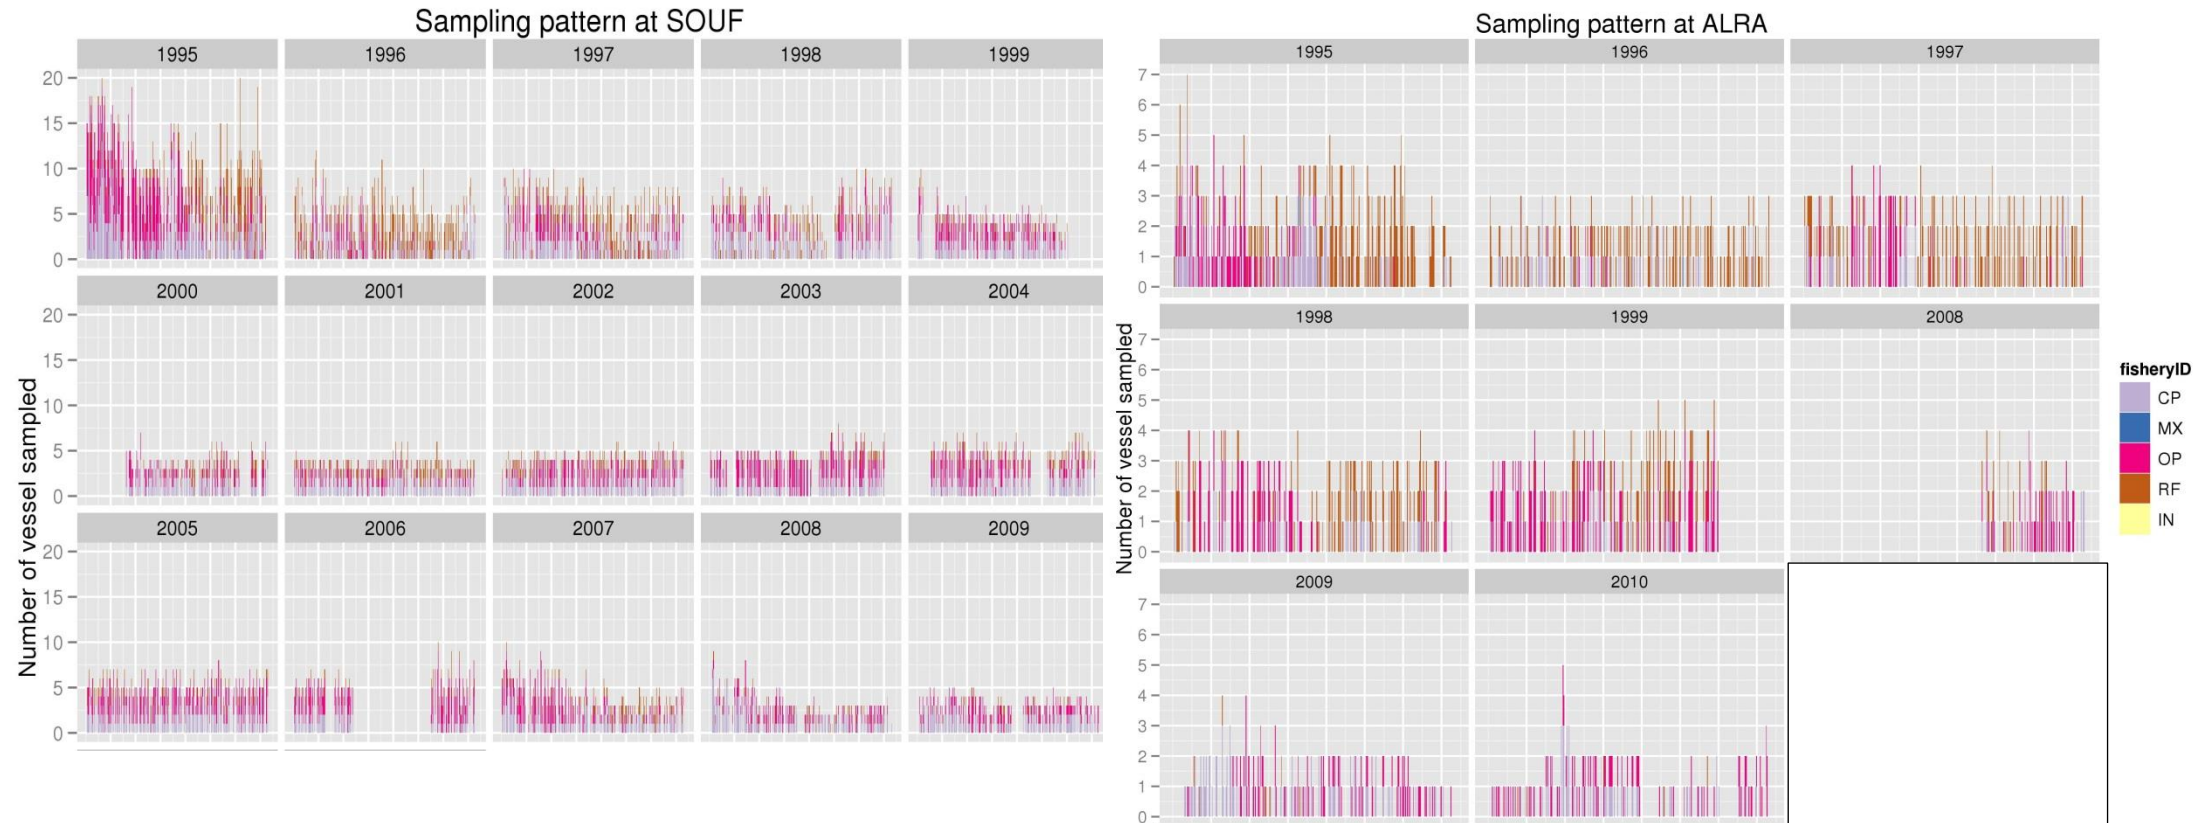 Sampling pattern at SOUF
1995 1996 1997 1998 1999
20
15
10
5
0
2000 2001 2002 2003 2004
20
15
10
5
0
2005 2006 2007 2008 2009
20
15
10
5
0
Number of vessel sampled
Sampling pattern at ALRA
1995 1996 1997
7
6
5
4
3
2
1
0
1998 1999 2008
7
6
5
4
3
2
1
0
2009 2010
7
6
5
4
3
2
1
0
Number of vessel sampled
fisheryID
CP
MX
OP
RF
IN